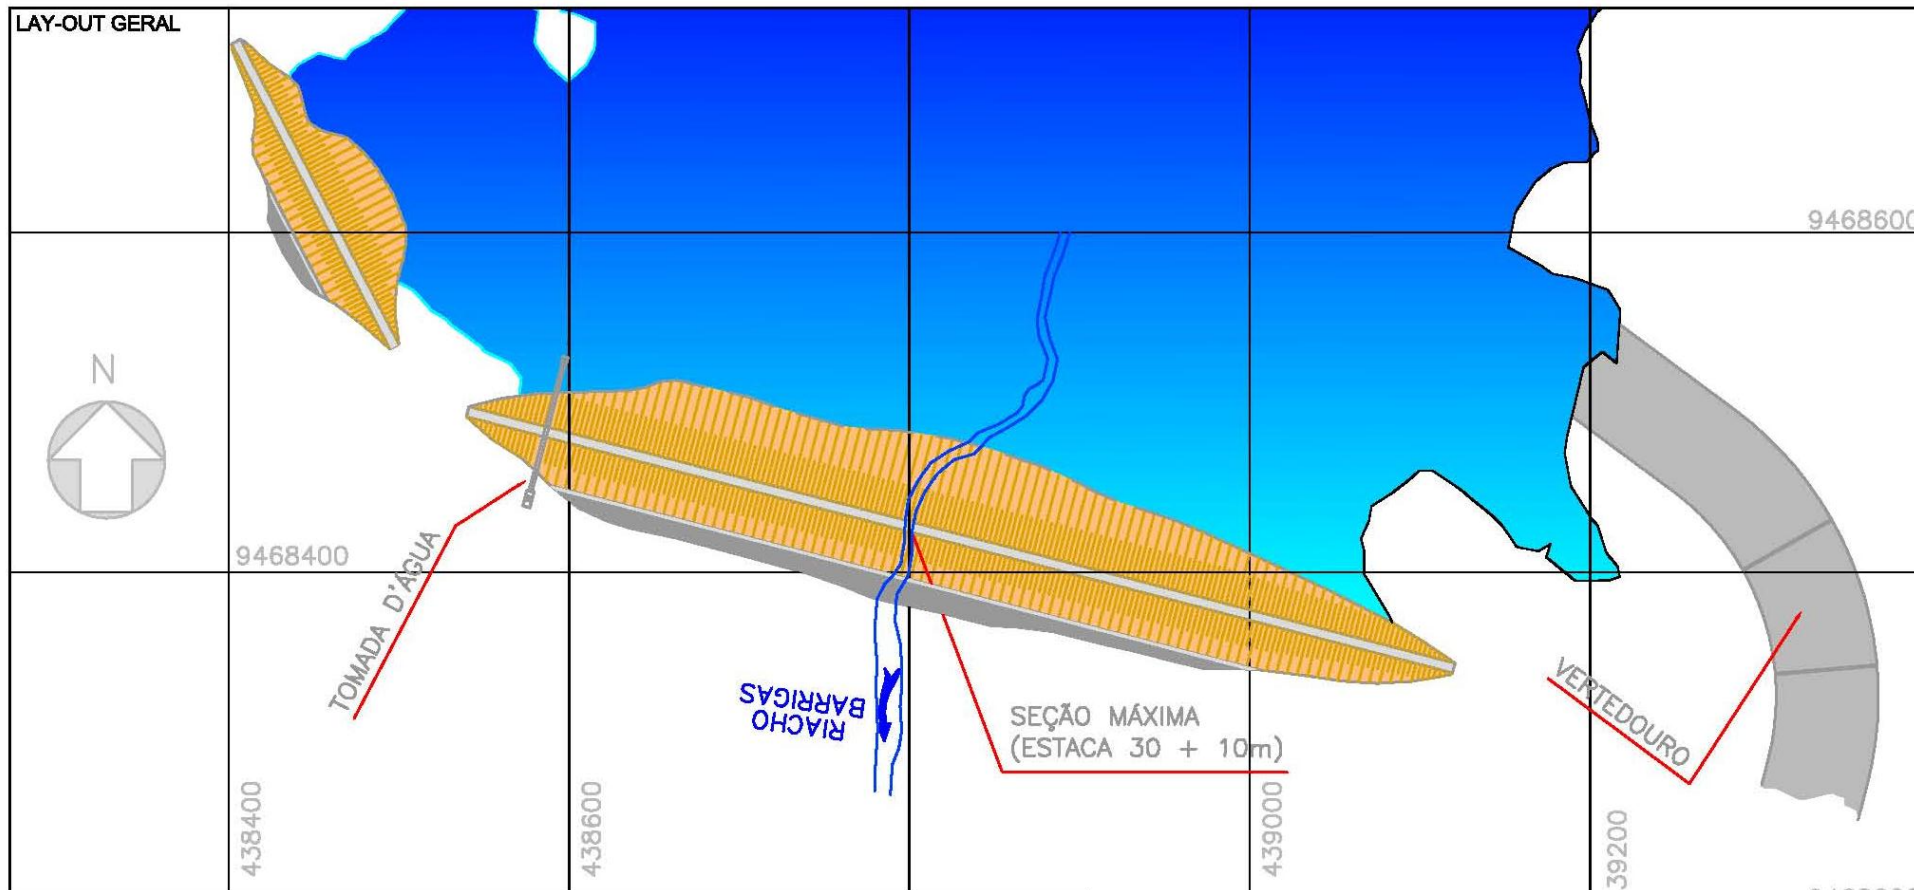 LAY-OUT GERAL
9468600
N
9468400
TOMADA D'ÁGUA
RIACHO
BARRIGAS
SEÇÃO MÁXIMA
(ESTACA 30 + 10m)
VERTEDOURO
438400
438600
439000
39200